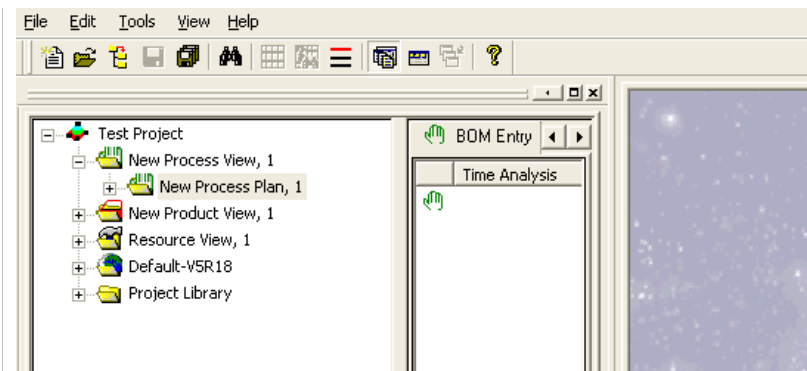 File Edit Tools View Help
Test Project
New Process View, 1
New Process Plan, 1
New Product View, 1
Resource View, 1
Default-V5R18
Project Library
BOM Entry
Time Analysis